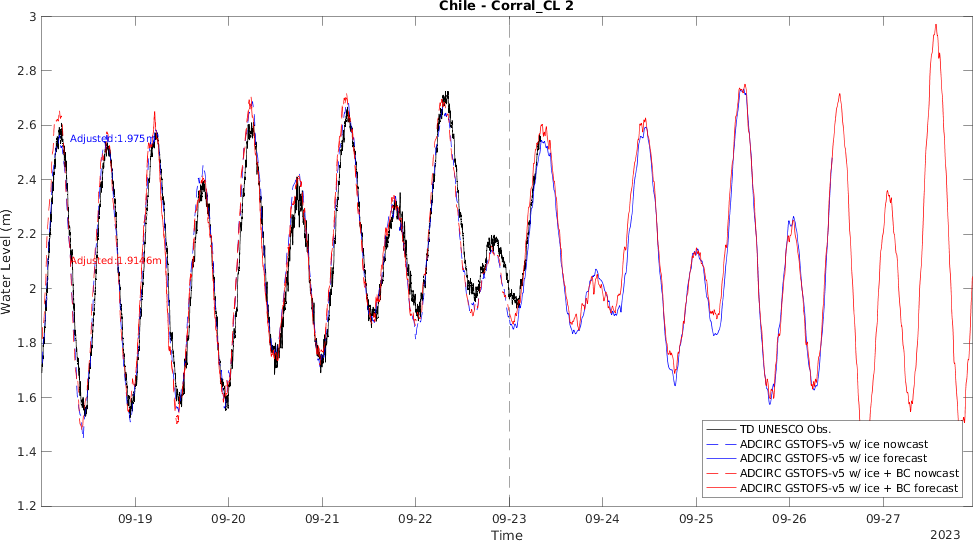 Chile - Corral_CL 2
3
2.8
2.6
2.4
2.2
2
1.8
1.6
1.4
1.2
Water Level (m)
Adjusted:1.975m
Adjusted:1.9146m
TD UNESCO Obs.
ADCIRC GSTOFS-v5 w/ ice nowcast
ADCIRC GSTOFS-v5 w/ ice forecast
ADCIRC GSTOFS-v5 w/ ice + BC nowcast
ADCIRC GSTOFS-v5 w/ ice + BC forecast
09-19 09-20 09-21 09-22 09-23 09-24 09-25 09-26 09-27
Time
2023